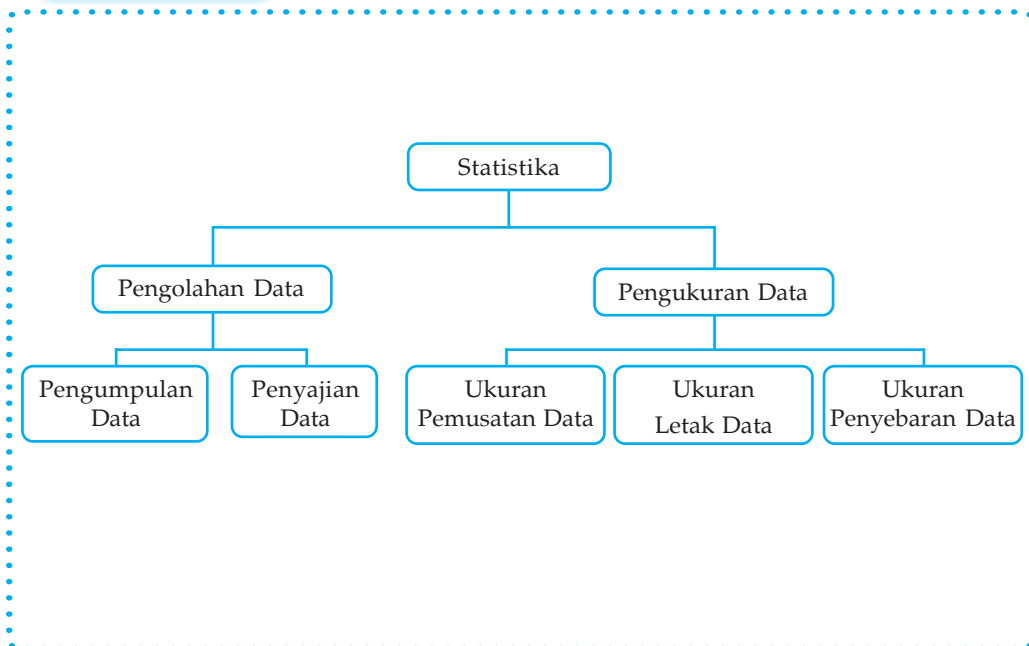 Statistika
Pengolahan Data
Pengukuran Data
Pengumpulan
Data
Penyajian
Data
Ukuran
Pemusatan Data
Ukuran
Letak Data
Ukuran
Penyebaran Data